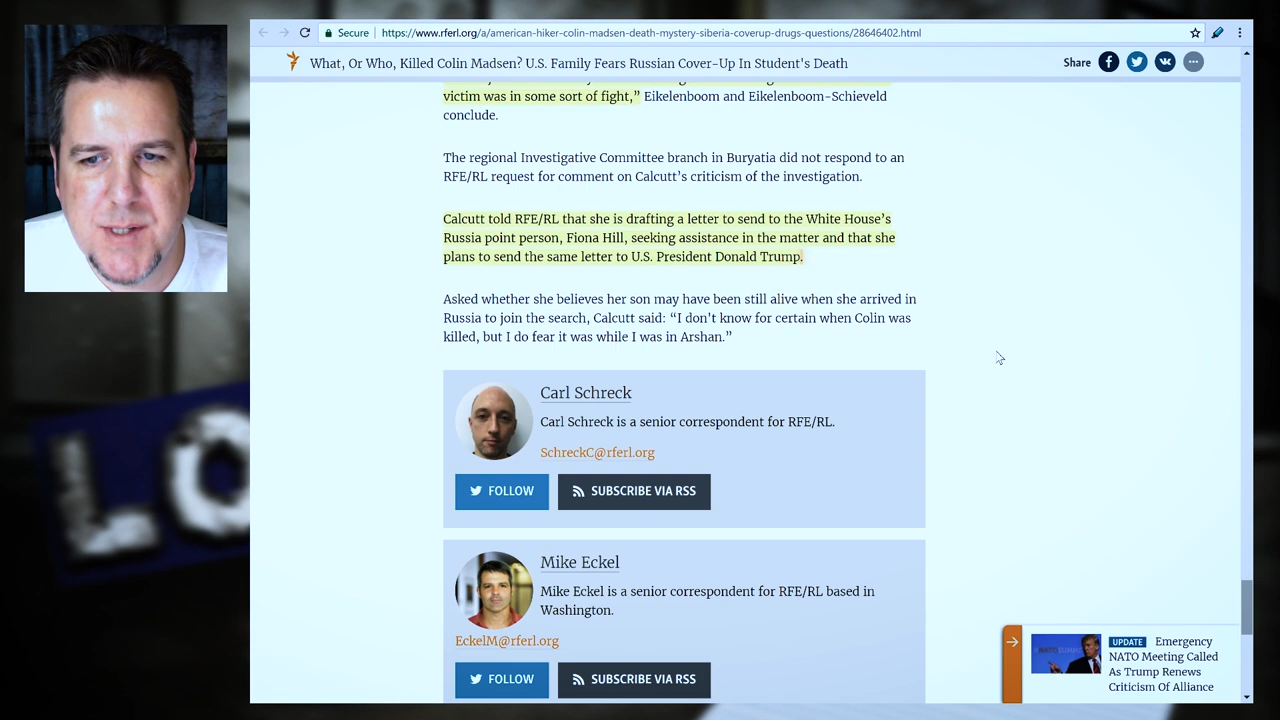 Secure
https://www.rferl.org/a/american-hiker-colin-madsen-death-mystery-siberia-coverup-drugs-questions/28646402.html
What, Or Who, Killed Colin Madsen? U.S. Family Fears Russian Cover-Up In Student's Death
Share
victim was in some sort of fight,” Eikelenboom and Eikelenboom-Schieveld
conclude.
The regional Investigative Committee branch in Buryatia did not respond to an
RFE/RL request for comment on Calcutt’s criticism of the investigation.
Calcutt told RFE/RL that she is drafting a letter to send to the White House’s
Russia point person, Fiona Hill, seeking assistance in the matter and that she
plans to send the same letter to U.S. President Donald Trump.
Asked whether she believes her son may have been still alive when she arrived in
Russia to join the search, Calcutt said: “I don't know for certain when Colin was
killed, but I do fear it was while I was in Arshan.”
Carl Schreck
Carl Schreck is a senior correspondent for RFE/RL.
SchreckC@rferl.org
FOLLOW
SUBSCRIBE VIA RSS
Mike Eckel
Mike Eckel is a senior correspondent for RFE/RL based in
Washington.
EckelM@rferl.org
FOLLOW
SUBSCRIBE VIA RSS
UPDATE Emergency
NATO Meeting Called
As Trump Renews
Criticism Of Alliance
LO